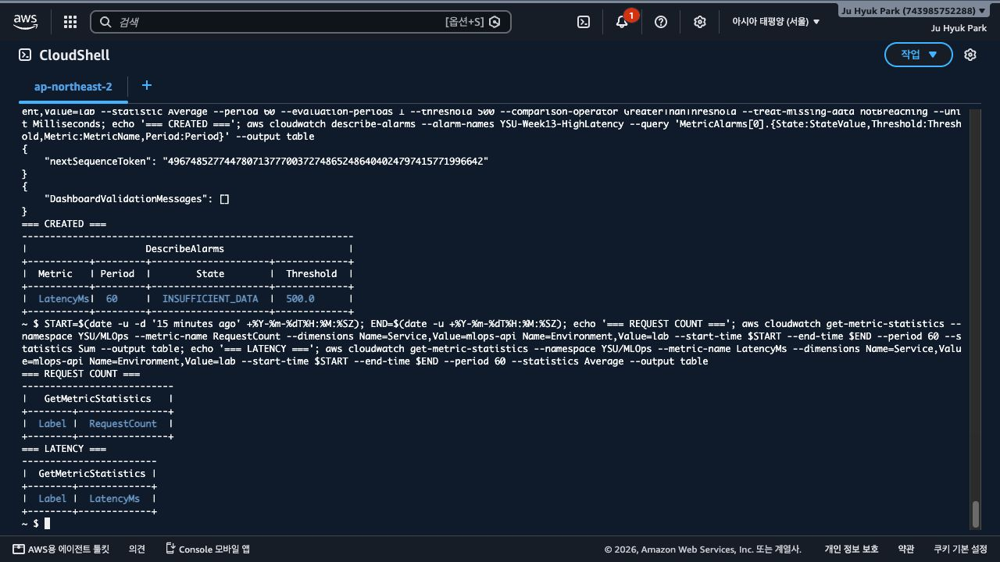 aws
검색
[옵션+S]
1
아시아 태평양 (서울) ▼
Ju Hyuk Park (743985752288) ▼
Ju Hyuk Park
CloudShell
작업 ▼
ap-northeast-2
+
ent,Value=lab --statistic Average --period 60 --evaluation-periods 1 --threshold 500 --comparison-operator GreaterThanThreshold --treat-missing-data notBreaching --uni
t Milliseconds; echo '=== CREATED ==='; aws cloudwatch describe-alarms --alarm-names YSU-Week13-HighLatency --query 'MetricAlarms[0].{State:StateValue,Threshold:Thresh
old,Metric:MetricName,Period:Period}' --output table
{
    "nextSequenceToken": "49674852774478071377700372748652486404024797415771996642"
}
{
    "DashboardValidationMessages": []
}
=== CREATED ===
-----------------------------------------------------------
|                     DescribeAlarms                      |
+-----------+---------+---------------------+-------------+
|  Metric   | Period  |        State        |  Threshold  |
+-----------+---------+---------------------+-------------+
|  LatencyMs|  60     |  INSUFFICIENT_DATA  |  500.0      |
+-----------+---------+---------------------+-------------+
~ $ START=$(date -u -d '15 minutes ago' +%Y-%m-%dT%H:%M:%SZ); END=$(date -u +%Y-%m-%dT%H:%M:%SZ); echo '=== REQUEST COUNT ==='; aws cloudwatch get-metric-statistics --
namespace YSU/MLOps --metric-name RequestCount --dimensions Name=Service,Value=mlops-api Name=Environment,Value=lab --start-time $START --end-time $END --period 60 --s
tatistics Sum --output table; echo '=== LATENCY ==='; aws cloudwatch get-metric-statistics --namespace YSU/MLOps --metric-name LatencyMs --dimensions Name=Service,Valu
e=mlops-api Name=Environment,Value=lab --start-time $START --end-time $END --period 60 --statistics Average --output table
=== REQUEST COUNT ===
---------------------------
|   GetMetricStatistics   |
+--------+----------------+
|  Label |  RequestCount  |
+--------+----------------+
=== LATENCY ===
------------------------
|  GetMetricStatistics |
+--------+-------------+
|  Label |  LatencyMs  |
+--------+-------------+
~ $
AWS용 에이전트 툴킷
의견
Console 모바일 앱
© 2026, Amazon Web Services, Inc. 또는 계열사.
개인 정보 보호
약관
쿠키 기본 설정